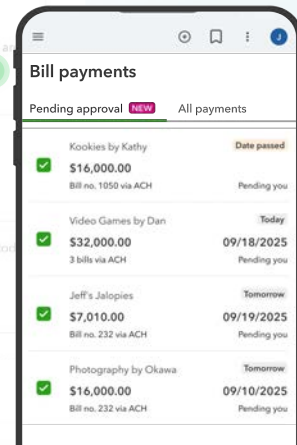 J
Bill payments
Pending approval NEW All payments
Kookies by Kathy Date passed
$16,000.00
Bill no. 1050 via ACH Pending you
Video Games by Dan Today
$32,000.00 09/18/2025
3 bills via ACH Pending you
Jeff's Jalopies Tomorrow
$7,010.00 09/19/2025
Bill no. 232 via ACH Pending you
Photography by Okawa Tomorrow
$16,000.00 09/10/2025
Bill no. 232 via ACH Pending you